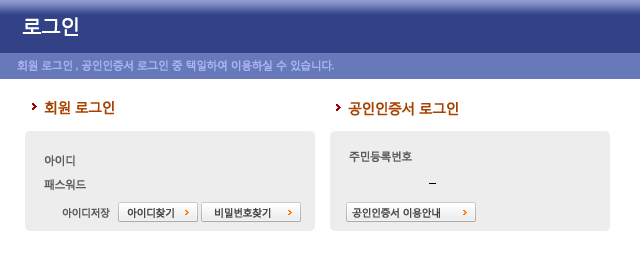 로그인
회원 로그인 , 공인인증서 로그인 중 택일하여 이용하실 수 있습니다.
회원 로그인
아이디
패스워드
아이디저장 아이디찾기 비밀번호찾기
공인인증서 로그인
주민등록번호
–
공인인증서 이용안내